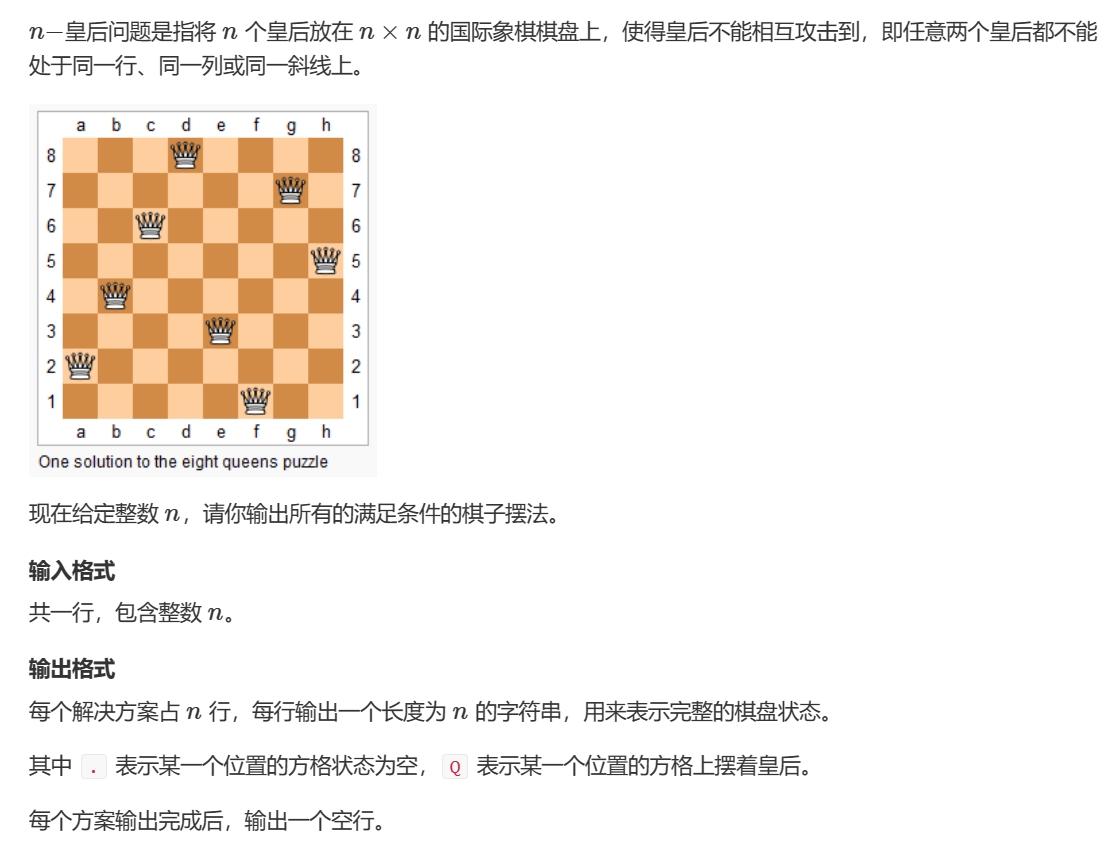 n−皇后问题是指将 n 个皇后放在 n × n 的国际象棋棋盘上，使得皇后不能相互攻击到，即任意两个皇后都不能
处于同一行、同一列或同一斜线上。
a b c d e f g h
8 8
7 7
6 6
5 5
4 4
3 3
2 2
1 1
a b c d e f g h
One solution to the eight queens puzzle
现在给定整数 n，请你输出所有的满足条件的棋子摆法。
输入格式
共一行，包含整数 n。
输出格式
每个解决方案占 n 行，每行输出一个长度为 n 的字符串，用来表示完整的棋盘状态。
其中 . 表示某一个位置的方格状态为空， Q 表示某一个位置的方格上摆着皇后。
每个方案输出完成后，输出一个空行。